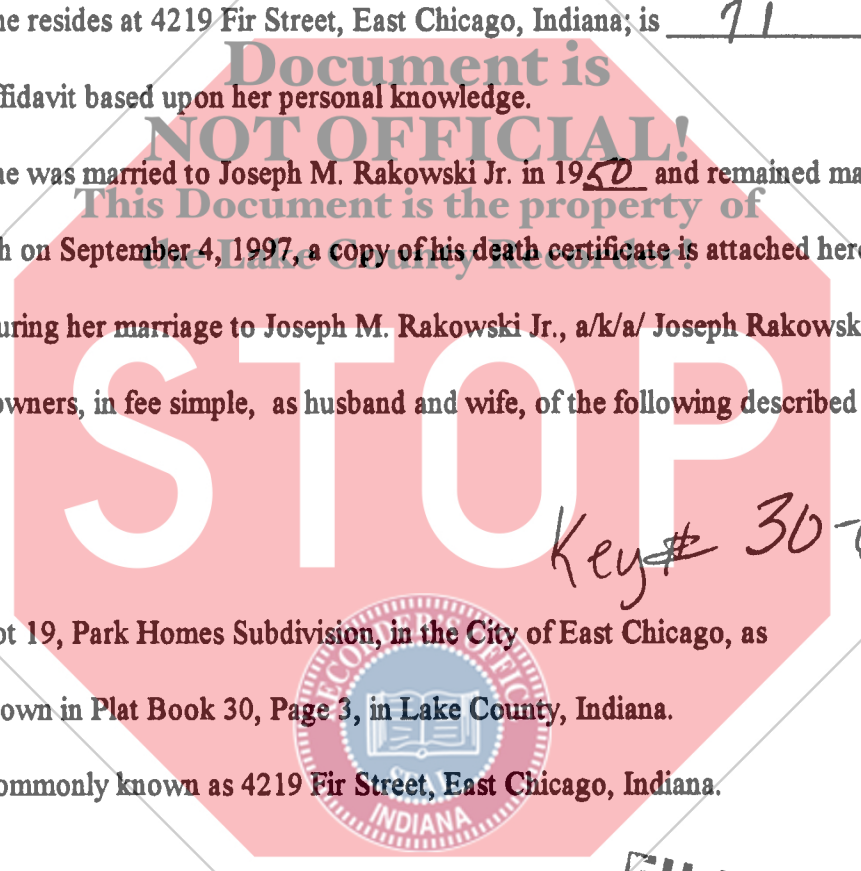 he resides at 4219 Fir Street, East Chicago, Indiana; is 71
Document is
ffidavit based upon her personal knowledge.
NOT OFFICIAL!
he was married to Joseph M. Rakowski Jr. in 1950 and remained ma
This Document is the property of
h on September 4, 1997, a copy of his death certificate is attached here
the Lake County Recorder!
uring her marriage to Joseph M. Rakowski Jr., a/k/a/ Joseph Rakowsk
owners, in fee simple, as husband and wife, of the following described
STOP
Key# 30-
ot 19, Park Homes Subdivision, in the City of East Chicago, as
own in Plat Book 30, Page 3, in Lake County, Indiana.
ommonly known as 4219 Fir Street, East Chicago, Indiana.
RECORDER'S OFFIC
SEAL
INDIANA